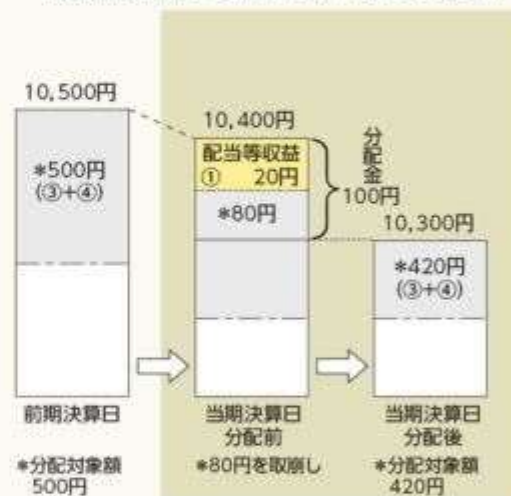 10,500円
*500円
(③+④)
前期決算日
*分配対象額
500円
10,400円
配当等収益
① 20円
*80円
分配金
100円
当期決算日
分配前
*80円を取崩し
10,300円
*420円
(③+④)
当期決算日
分配後
*分配対象額
420円